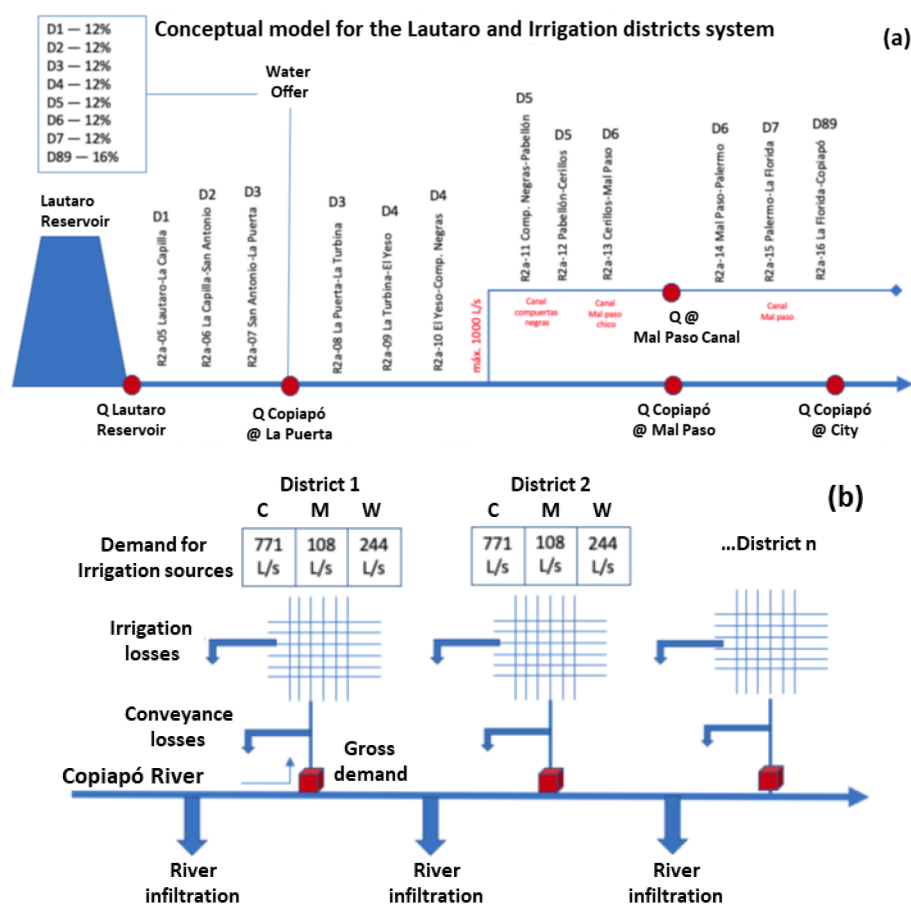 Conceptual model for the Lautaro and Irrigation districts system
(a)
D1 — 12%
D2 — 12%
D3 — 12%
D4 — 12%
D5 — 12%
D6 — 12%
D7 — 12%
D89 — 16%
Water
Offer
Lautaro
Reservoir
D1
R2a-05 Lautaro-La Capilla
D2
R2a-06 La Capilla-San Antonio
D3
R2a-07 San Antonio-La Puerta
D3
R2a-08 La Puerta-La Turbina
D4
R2a-09 La Turbina-El Yeso
D4
R2a-10 El Yeso-Comp. Negras
máx. 1000 L/s
D5
R2a-11 Comp. Negras-Pabellón
D5
R2a-12 Pabellón-Cerillos
D6
R2a-13 Cerillos-Mal Paso
D6
R2a-14 Mal Paso-Palermo
D7
R2a-15 Palermo-La Florida
D89
R2a-16 La Florida-Copiapó
Canal
compuertas
negras
Canal
Mal paso
chico
Q @
Mal Paso Canal
Canal
Mal paso
Q Lautaro
Reservoir
Q Copiapó
@ La Puerta
Q Copiapó
@ Mal Paso
Q Copiapó
@ City
(b)
District 1
C M W
District 2
C M W
Demand for
Irrigation sources
771 108 244
L/s L/s L/s
771 108 244
L/s L/s L/s
...District n
Irrigation
losses
Conveyance
losses
Gross
demand
Copiapó River
River
infiltration
River
infiltration
River
infiltration